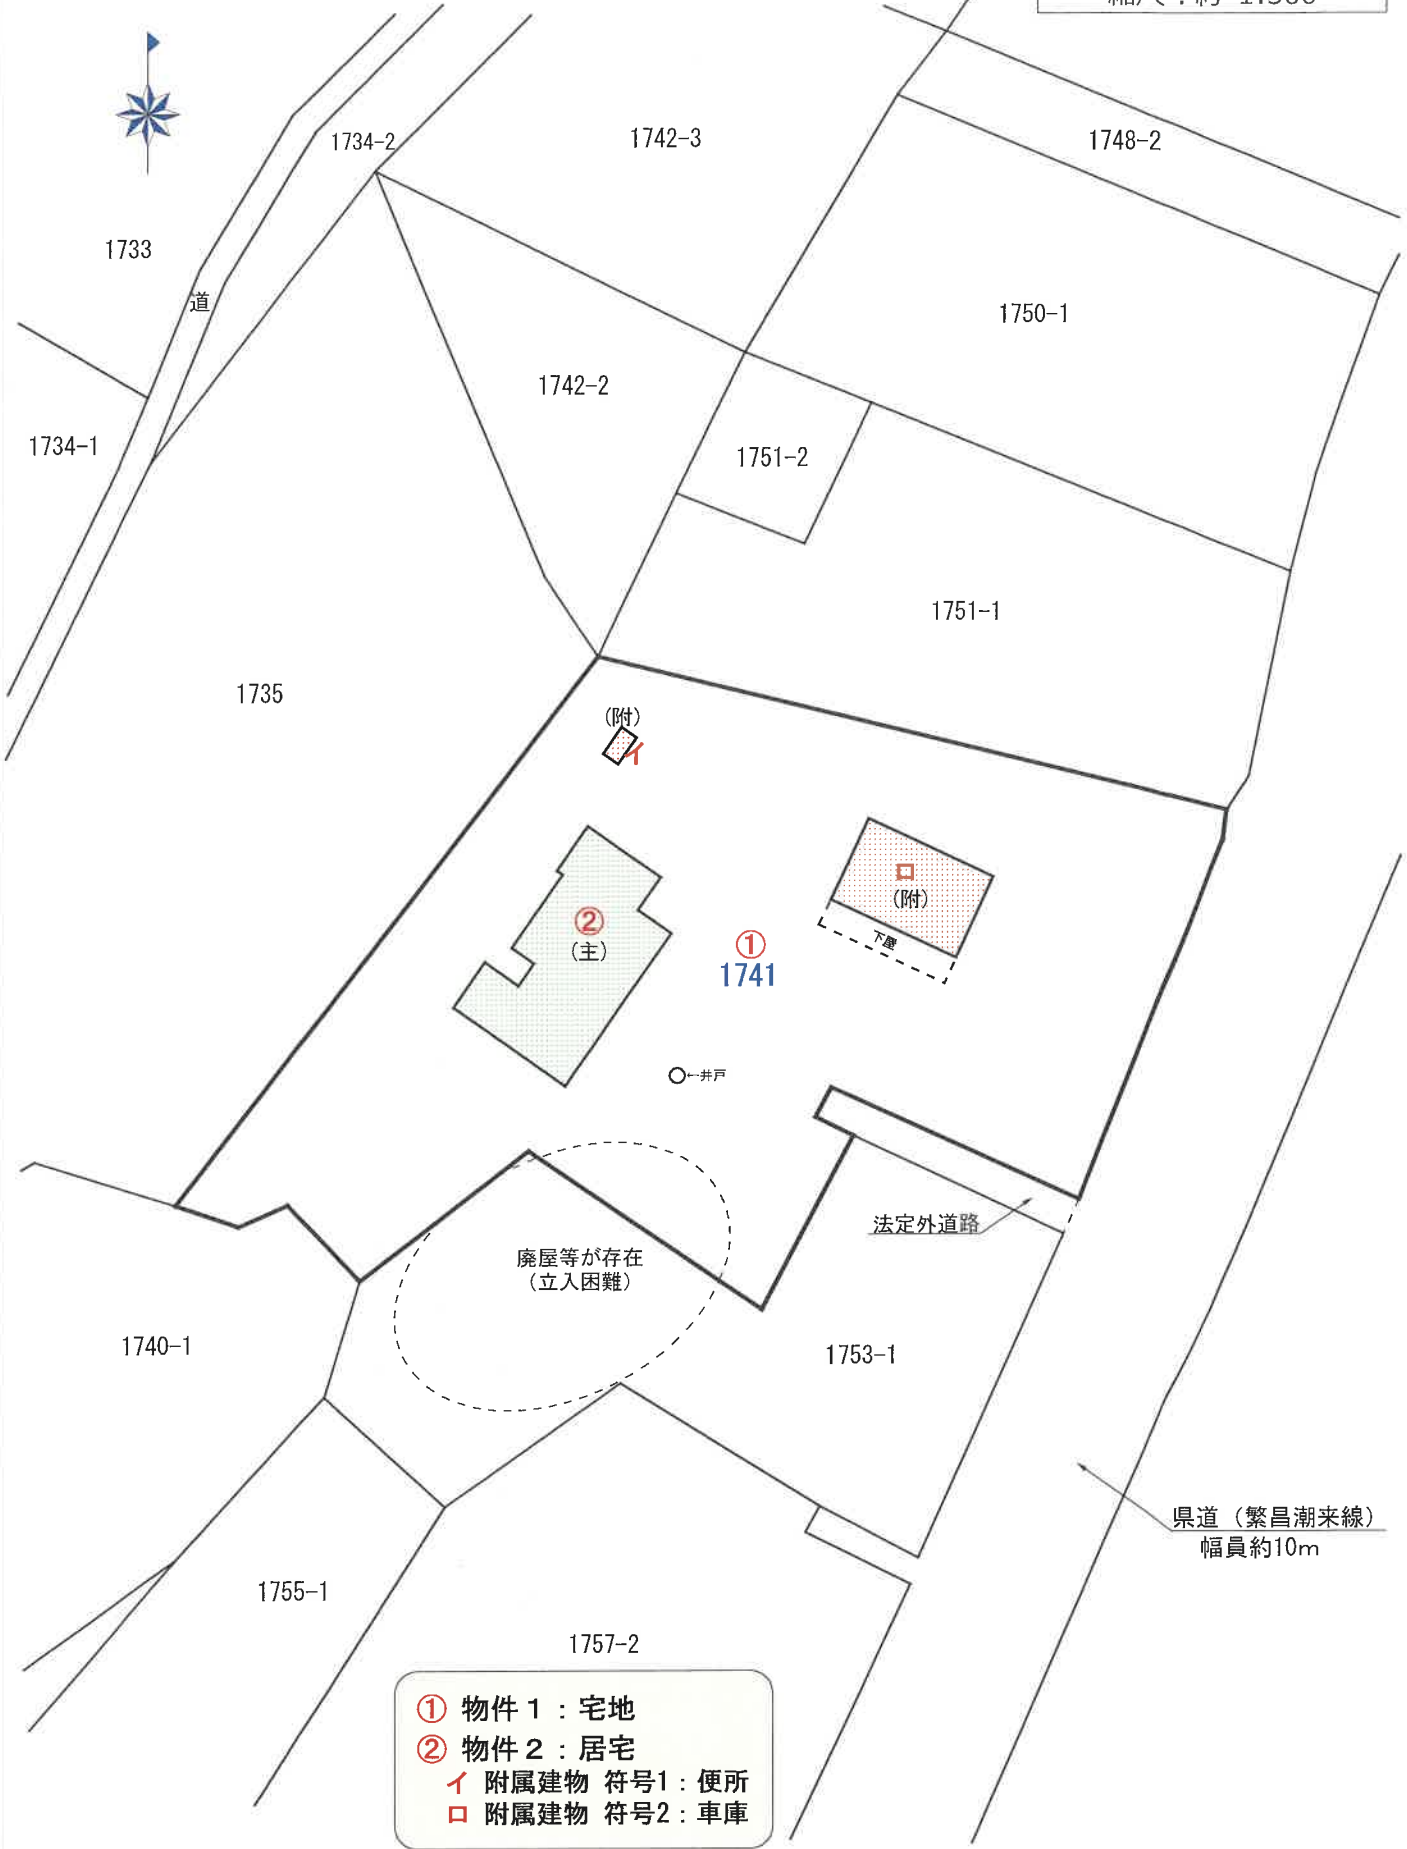 1734-2
1742-3
1748-2
1733
道
1750-1
1742-2
1734-1
1751-2
1751-1
1735
(附)
イ
ロ
(附)
②
(主)
下屋
①
1741
←井戸
法定外道路
廃屋等が存在
(立入困難)
1740-1
1753-1
県道（繁昌潮来線）
幅員約10m
1755-1
1757-2
① 物件１：宅地
② 物件２：居宅
イ 附属建物 符号1：便所
ロ 附属建物 符号2：車庫